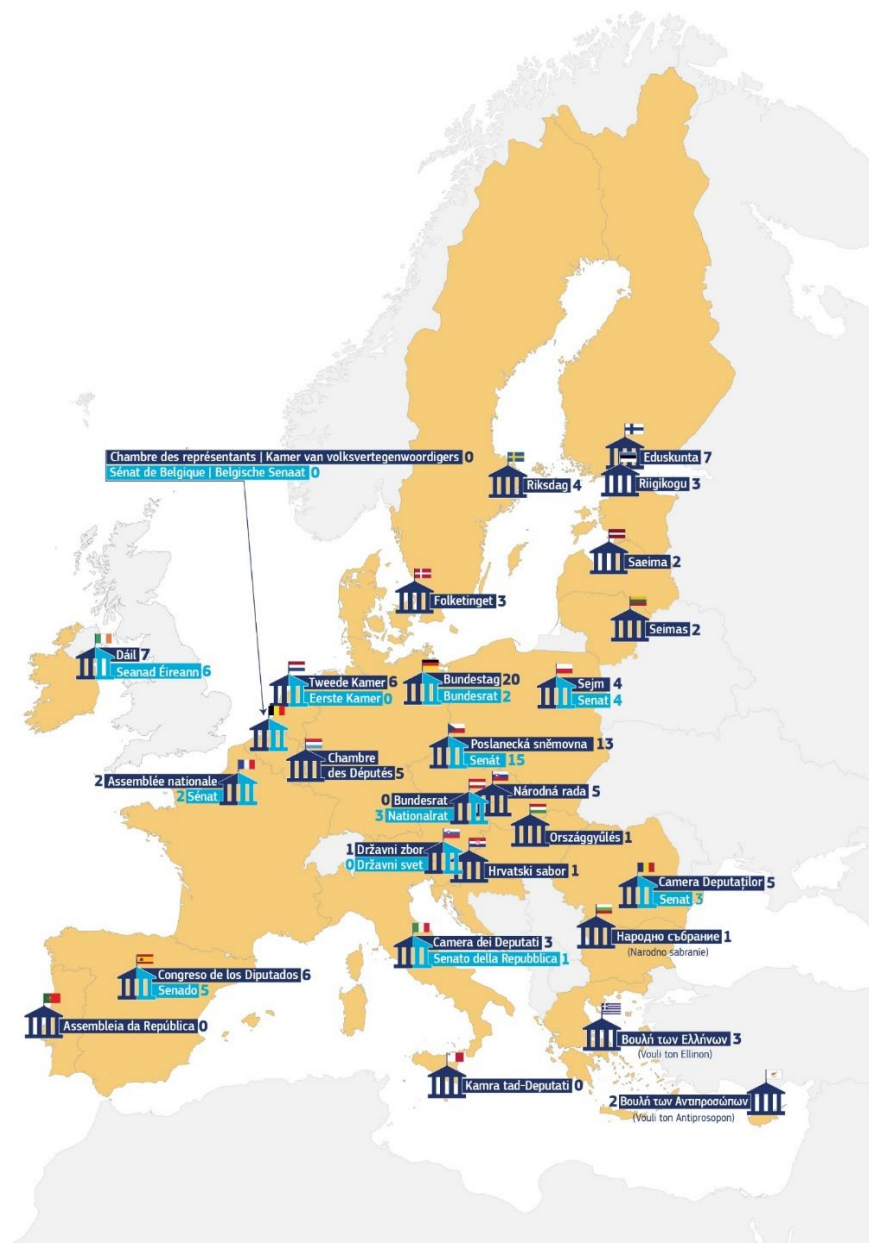 Chambre des représentants | Kamer van volksvertegenwoordigers 0
Sénat de Belgique | Belgische Senaat 0
Eduskunta 7
Riksdag 4
Riigikogu 3
Saeima 2
Folketinget 3
Seimas 2
Dáil 7
Seanad Éireann 6
Tweede Kamer 6
Eerste Kamer 0
Bundestag 20
Bundesrat 2
Sejm 4
Senat 4
Poslanecká sněmovna 13
Senát 15
Chambre
des Députés 5
2 Assemblée nationale
2 Sénat
Národná rada 5
0 Bundesrat
3 Nationalrat
Országgyűlés 1
1 Državni zbor
0 Državni svet
Hrvatski sabor 1
Camera Deputaților 5
Senat 3
Народно събрание 1
(Narodno sabranie)
Camera dei Deputati 3
Senato della Repubblica 1
Congreso de los Diputados 6
Senado 5
Assembleia da República 0
Βουλή των Ελλήνων 3
(Vouli ton Ellinon)
Kamra tad-Deputati 0
2 Βουλή των Αντιπροσώπων
(Vouli ton Antiprosopon)